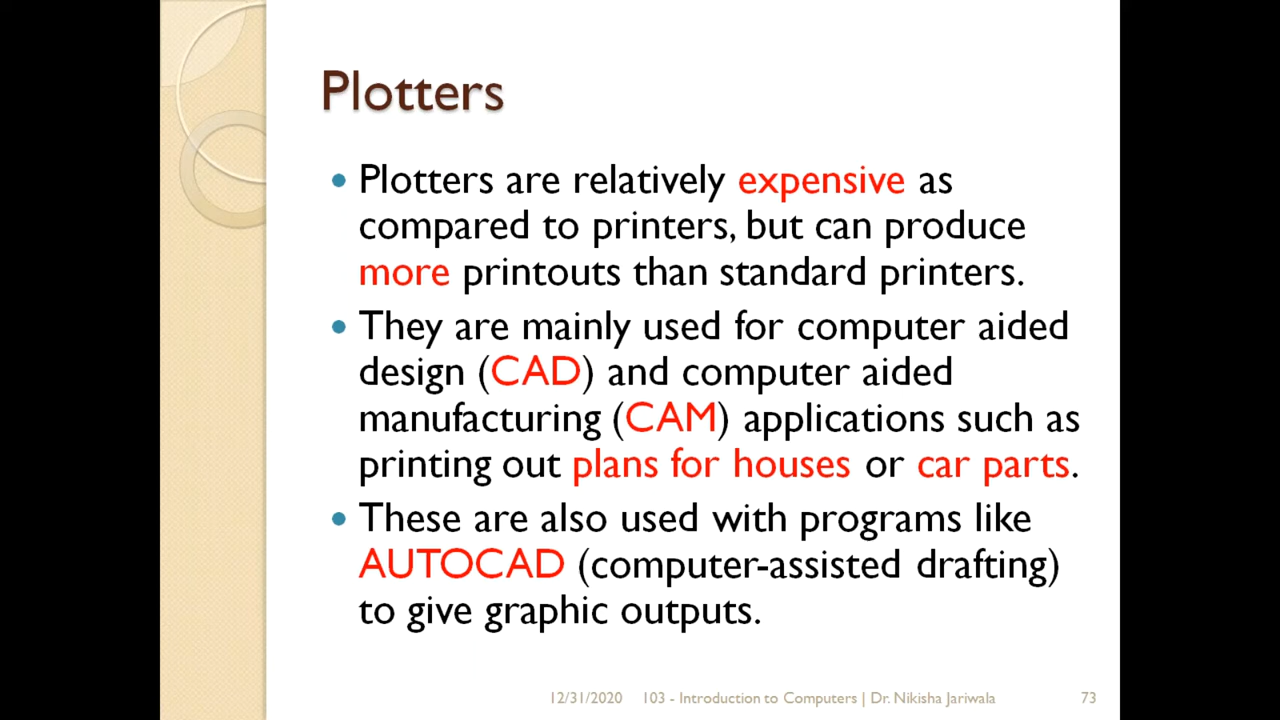 Plotters
• Plotters are relatively expensive as
compared to printers, but can produce
more printouts than standard printers.
• They are mainly used for computer aided
design (CAD) and computer aided
manufacturing (CAM) applications such as
printing out plans for houses or car parts.
• These are also used with programs like
AUTOCAD (computer-assisted drafting)
to give graphic outputs.
12/31/2020 103 - Introduction to Computers | Dr. Nikisha Jariwala 73